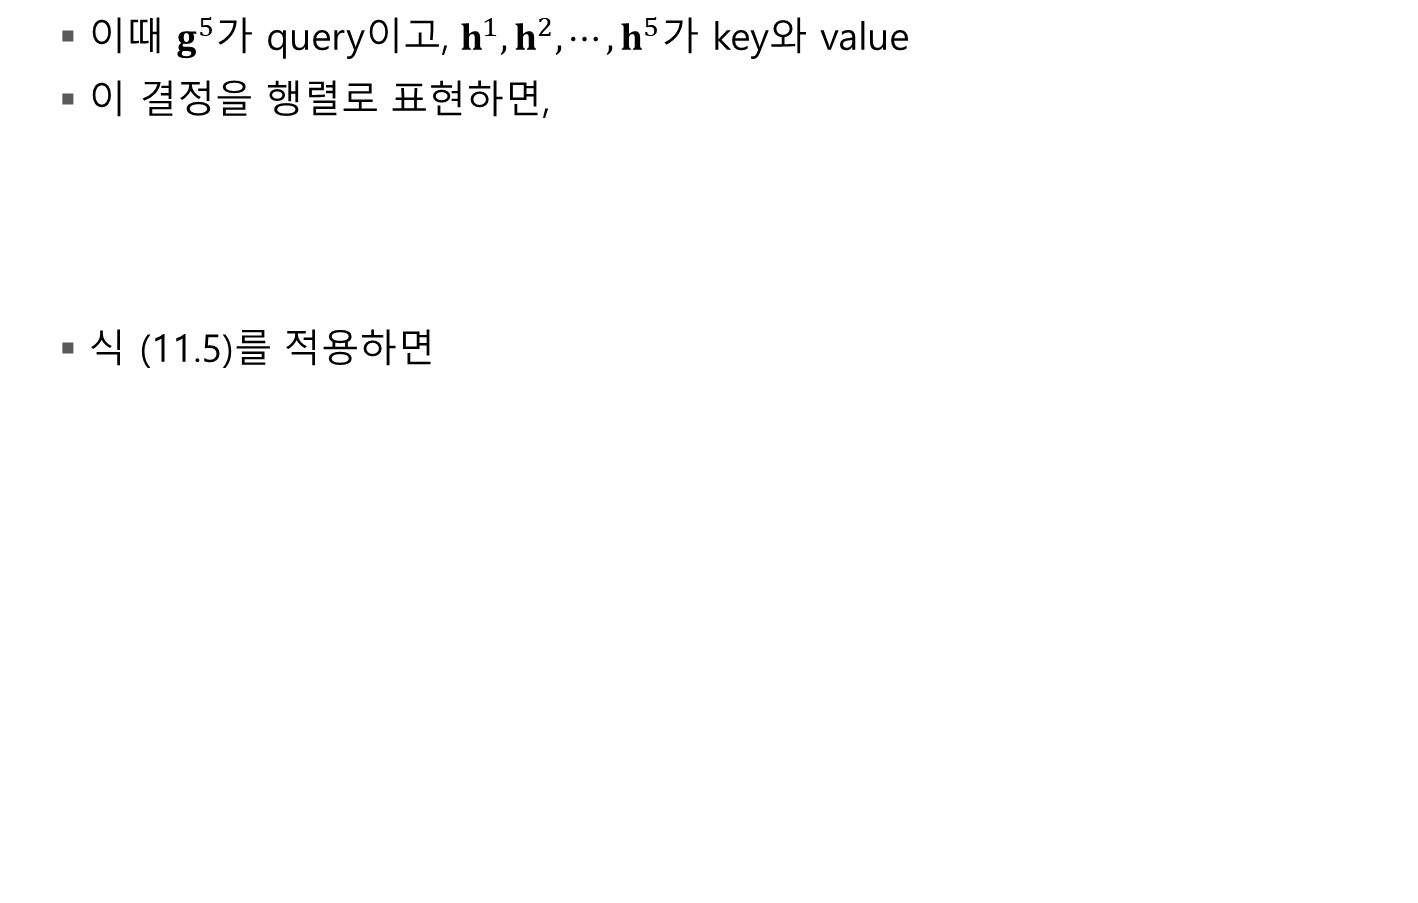 ▪ 이때 𝐠⁵가 query이고, 𝐡¹, 𝐡², ⋯ , 𝐡⁵가 key와 value
▪ 이 결정을 행렬로 표현하면,
▪ 식 (11.5)를 적용하면